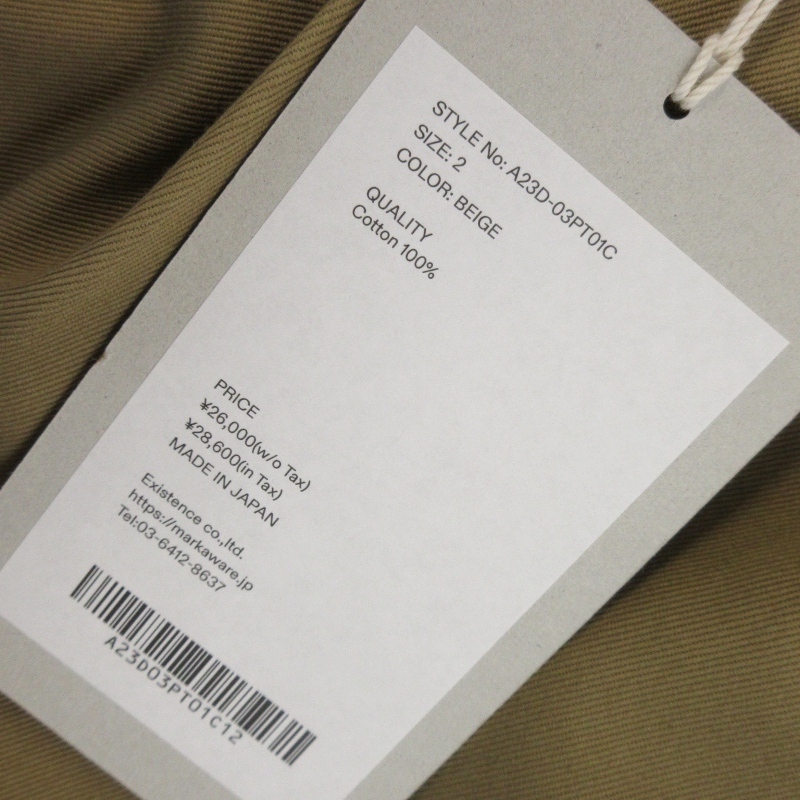 STYLE No: A23D-03PT01C
SIZE: 2
COLOR: BEIGE
QUALITY
Cotton 100%
PRICE
¥26,000(w/o Tax)
¥28,600(in Tax)
MADE IN JAPAN
Existence co.,ltd.
https://markaware.jp
Tel:03-6412-8637
A23D03PT01C12